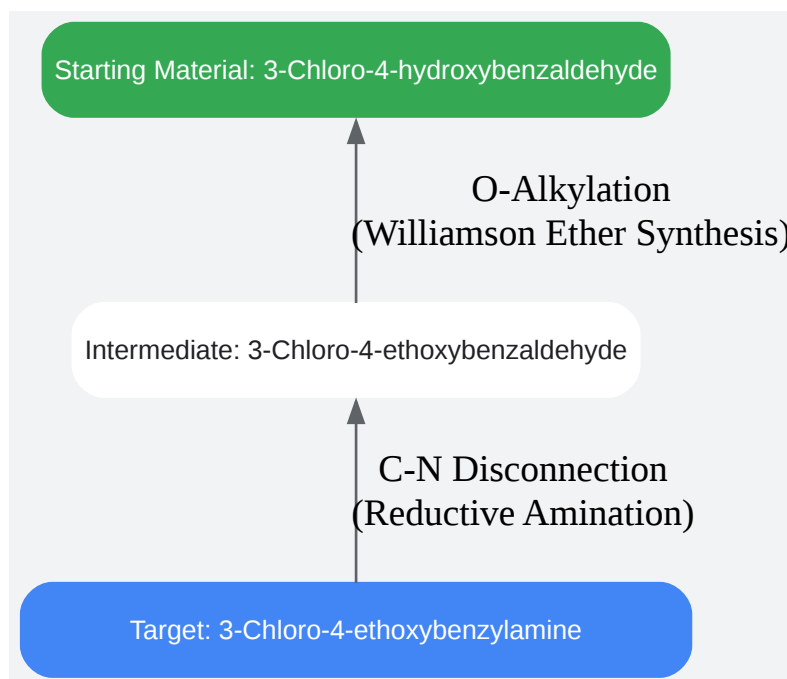 Starting Material: 3-Chloro-4-hydroxybenzaldehyde
O-Alkylation
(Williamson Ether Synthesis)
Intermediate: 3-Chloro-4-ethoxybenzaldehyde
C-N Disconnection
(Reductive Amination)
Target: 3-Chloro-4-ethoxybenzylamine